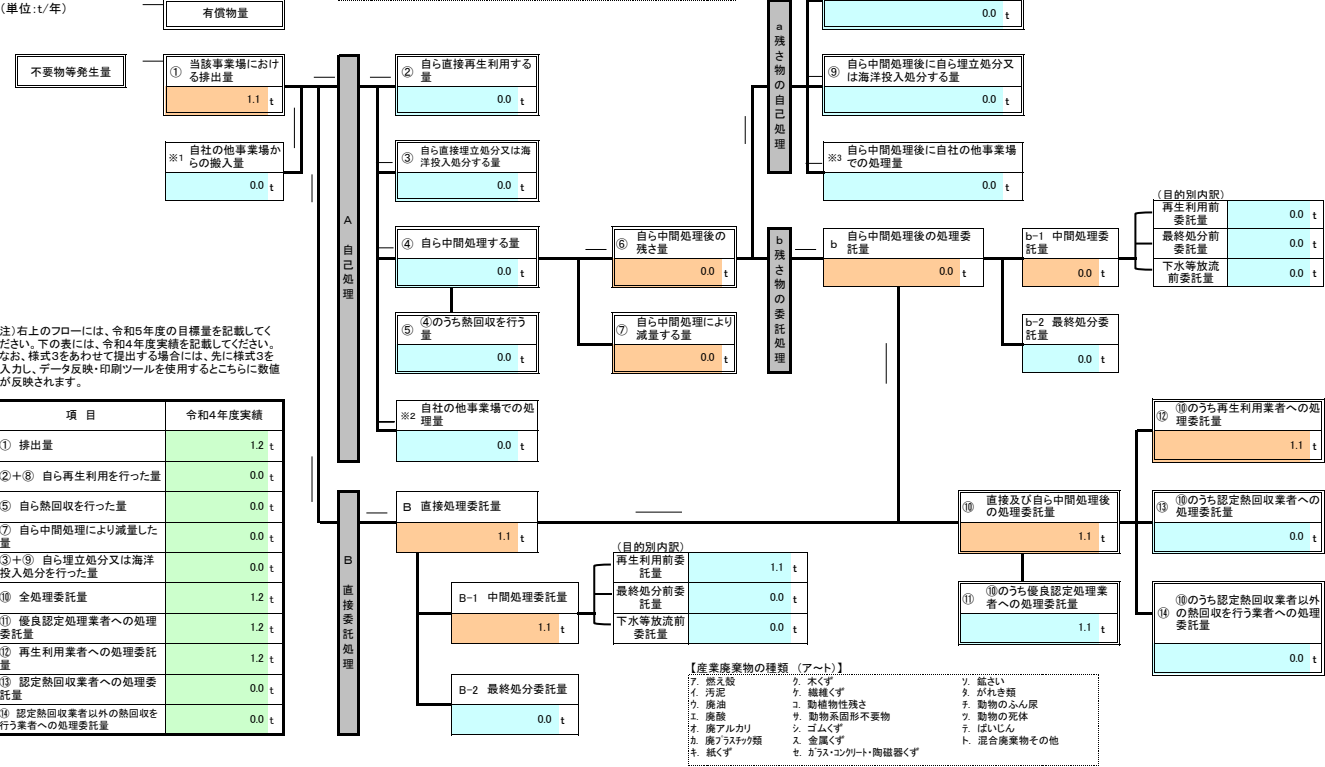 (単位:t/年)
有償物量
0.0 t
不要物等発生量
① 当該事業場におけ
る排出量
1.1 t
※1 自社の他事業場か
らの搬入量
0.0 t
A 自己処理
② 自ら直接再生利用する
量
0.0 t
③ 自ら直接埋立処分又は海
洋投入処分する量
0.0 t
④ 自ら中間処理する量
0.0 t
⑤ ④のうち熱回収を行う
量
0.0 t
※2 自社の他事業場での処
理量
0.0 t
⑥ 自ら中間処理後の
残さ量
0.0 t
⑦ 自ら中間処理により
減量する量
0.0 t
a 残さ物の自己処理
⑨ 自ら中間処理後に自ら埋立処分又
は海洋投入処分する量
0.0 t
※3 自ら中間処理後に自社の他事業場
での処理量
0.0 t
b 残さ物の委託処理
b 自ら中間処理後の処理委
託量
0.0 t
b-1 中間処理委
託量
0.0 t
b-2 最終処分委
託量
0.0 t
(目的別内訳)
再生利用前
委託量
0.0 t
最終処分前
委託量
0.0 t
下水等放流
前委託量
0.0 t
注)右上のフローには、令和5年度の目標量を記載してく
ださい。下の表には、令和4年度実績を記載してください。
なお、様式3をあわせて提出する場合には、先に様式3を
入力し、データ反映・印刷ツールを使用するとこちらに数値
が反映されます。
項 目 令和4年度実績
① 排出量 1.2 t
②+⑧ 自ら再生利用を行った量 0.0 t
⑤ 自ら熱回収を行った量 0.0 t
⑦ 自ら中間処理により減量した
量 0.0 t
③+⑨ 自ら埋立処分又は海洋
投入処分を行った量 0.0 t
⑩ 全処理委託量 1.2 t
⑪ 優良認定処理業者への処理
委託量 1.2 t
⑫ 再生利用業者への処理委託
量 1.2 t
⑬ 認定熱回収業者への処理委
託量 0.0 t
⑭ 認定熱回収業者以外の熱回収を
行う業者への処理委託量 0.0 t
B 直接委託処理
B 直接処理委託量
1.1 t
B-1 中間処理委託量
1.1 t
B-2 最終処分委託量
0.0 t
(目的別内訳)
再生利用前委
託量
1.1 t
最終処分前委
託量
0.0 t
下水等放流前
委託量
0.0 t
⑩ 直接及び自ら中間処理後
の処理委託量
1.1 t
⑪ ⑩のうち優良認定処理業
者への処理委託量
1.1 t
⑫ ⑩のうち再生利用業者への処
理委託量
1.1 t
⑬ ⑩のうち認定熱回収業者への
処理委託量
0.0 t
⑭ ⑩のうち認定熱回収業者以外
の熱回収を行う業者への処理
委託量
0.0 t
【産業廃棄物の種類 (ア~ト)】
ア. 燃え殻 ク. 木くず ソ. 鉱さい
イ. 汚泥 ケ. 繊維くず タ. がれき類
ウ. 廃油 コ. 動植物性残さ チ. 動物のふん尿
エ. 廃酸 サ. 動物系固形不要物 ツ. 動物の死体
オ. 廃アルカリ シ. ゴムくず テ. ばいじん
カ. 廃プラスチック類 ス. 金属くず ト. 混合廃棄物その他
キ. 紙くず セ. ガラス・コンクリート・陶磁器くず